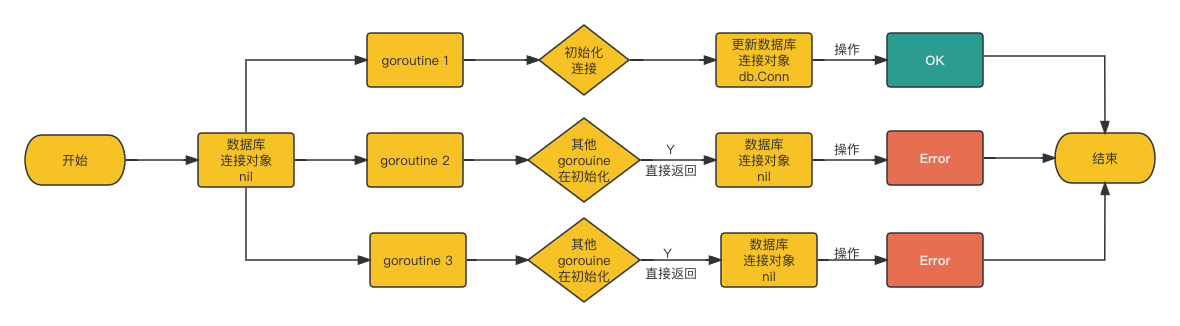 开始
数据库
连接对象
nil
goroutine 1
初始化
连接
更新数据库
连接对象
db.Conn
操作
OK
goroutine 2
其他
gorouine
在初始化
Y
直接返回
数据库
连接对象
nil
操作
Error
goroutine 3
其他
gorouine
在初始化
Y
直接返回
数据库
连接对象
nil
操作
Error
结束